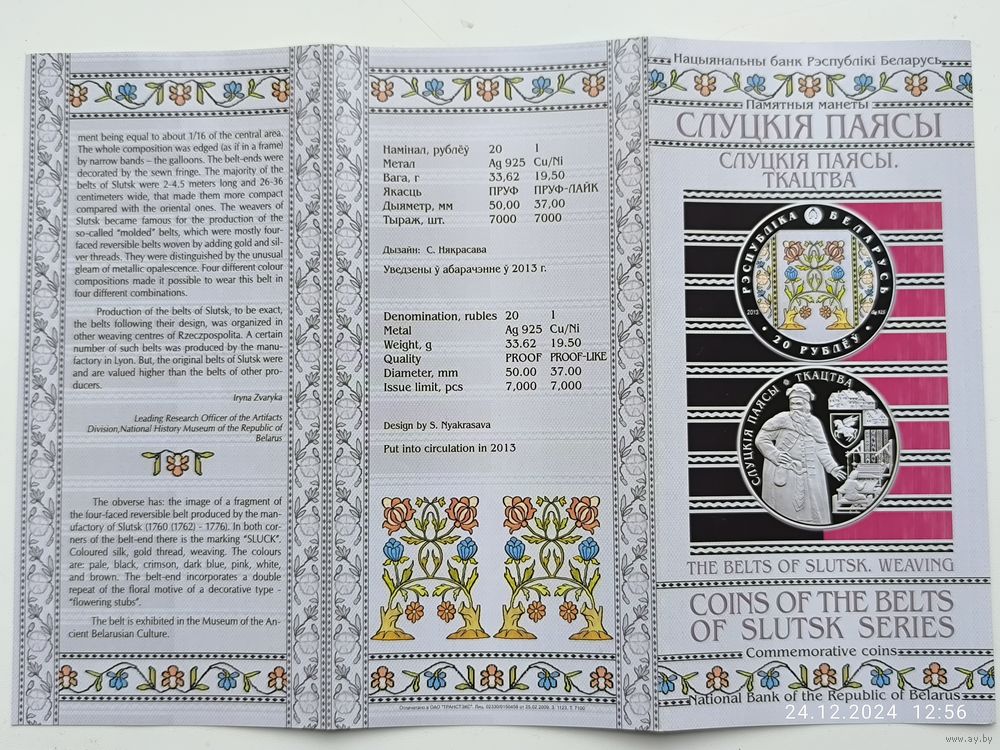 ment being equal to about 1/16 of the central area.
The whole composition was edged (as if in a frame)
by narrow bands – the galloons. The belt-ends were
decorated by the sewn fringe. The majority of the
belts of Slutsk were 2-4.5 meters long and 26-36
centimeters wide, that made them more compact
compared with the oriental ones. The weavers of
Slutsk became famous for the production of the
so-called “molded” belts, which were mostly four-
faced reversible belts woven by adding gold and sil-
ver threads. They were distinguished by the unusual
gleam of metallic opalescence. Four different colour
compositions made it possible to wear this belt in
four different combinations.
Production of the belts of Slutsk, to be exact,
the belts following their design, was organized in
other weaving centres of Rzeczpospolita. A certain
number of such belts was produced by the manu-
factory in Lyon. But, the original belts of Slutsk were
and are valued higher than the belts of other pro-
ducers.
Iryna Zvaryka
Leading Research Officer of the Artifacts
Division,National History Museum of the Republic of
Belarus
The obverse has: the image of a fragment of
the four-faced reversible belt produced by the man-
ufactory of Slutsk (1760 (1762) - 1776). In both cor-
ners of the belt-end there is the marking “SLUCK”.
Coloured silk, gold thread, weaving. The colours
are: pale, black, crimson, dark blue, pink, white,
and brown. The belt-end incorporates a double
repeat of the floral motive of a decorative type -
“flowering stubs”.
The belt is exhibited in the Museum of the An-
cient Belarusian Culture.
Намінал, рублёў 20 1
Метал Ag 925 Cu/Ni
Вага, г 33,62 19,50
Якасць ПРУФ ПРУФ-ЛАЙК
Дыяметр, мм 50,00 37,00
Тыраж, шт. 7000 7000
Дызайн: С. Някрасава
Уведзены ў абарачэнне ў 2013 г.
Denomination, rubles 20 1
Metal Ag 925 Cu/Ni
Weight, g 33.62 19.50
Quality PROOF PROOF-LIKE
Diameter, mm 50.00 37.00
Issue limit, pcs 7,000 7,000
Design by S. Nyakrasava
Put into circulation in 2013
Отпечатано в ОАО "ТРАНСТЭКС". Лиц. 02330/0150458 от 25.02.2009. З. 1123, Т. 7100
Нацыянальны банк Рэспублікі Беларусь
Памятныя манеты
СЛУЦКІЯ ПАЯСЫ
СЛУЦКІЯ ПАЯСЫ.
ТКАЦТВА
РЭСПУБЛІКА БЕЛАРУСЬ
2013 Ag 925
20 РУБЛЁЎ
СЛУЦКІЯ ПАЯСЫ • ТКАЦТВА
THE BELTS OF SLUTSK. WEAVING
COINS OF THE BELTS
OF SLUTSK SERIES
Commemorative coins
National Bank of the Republic of Belarus
24.12.2024 12:56
www.ay.by